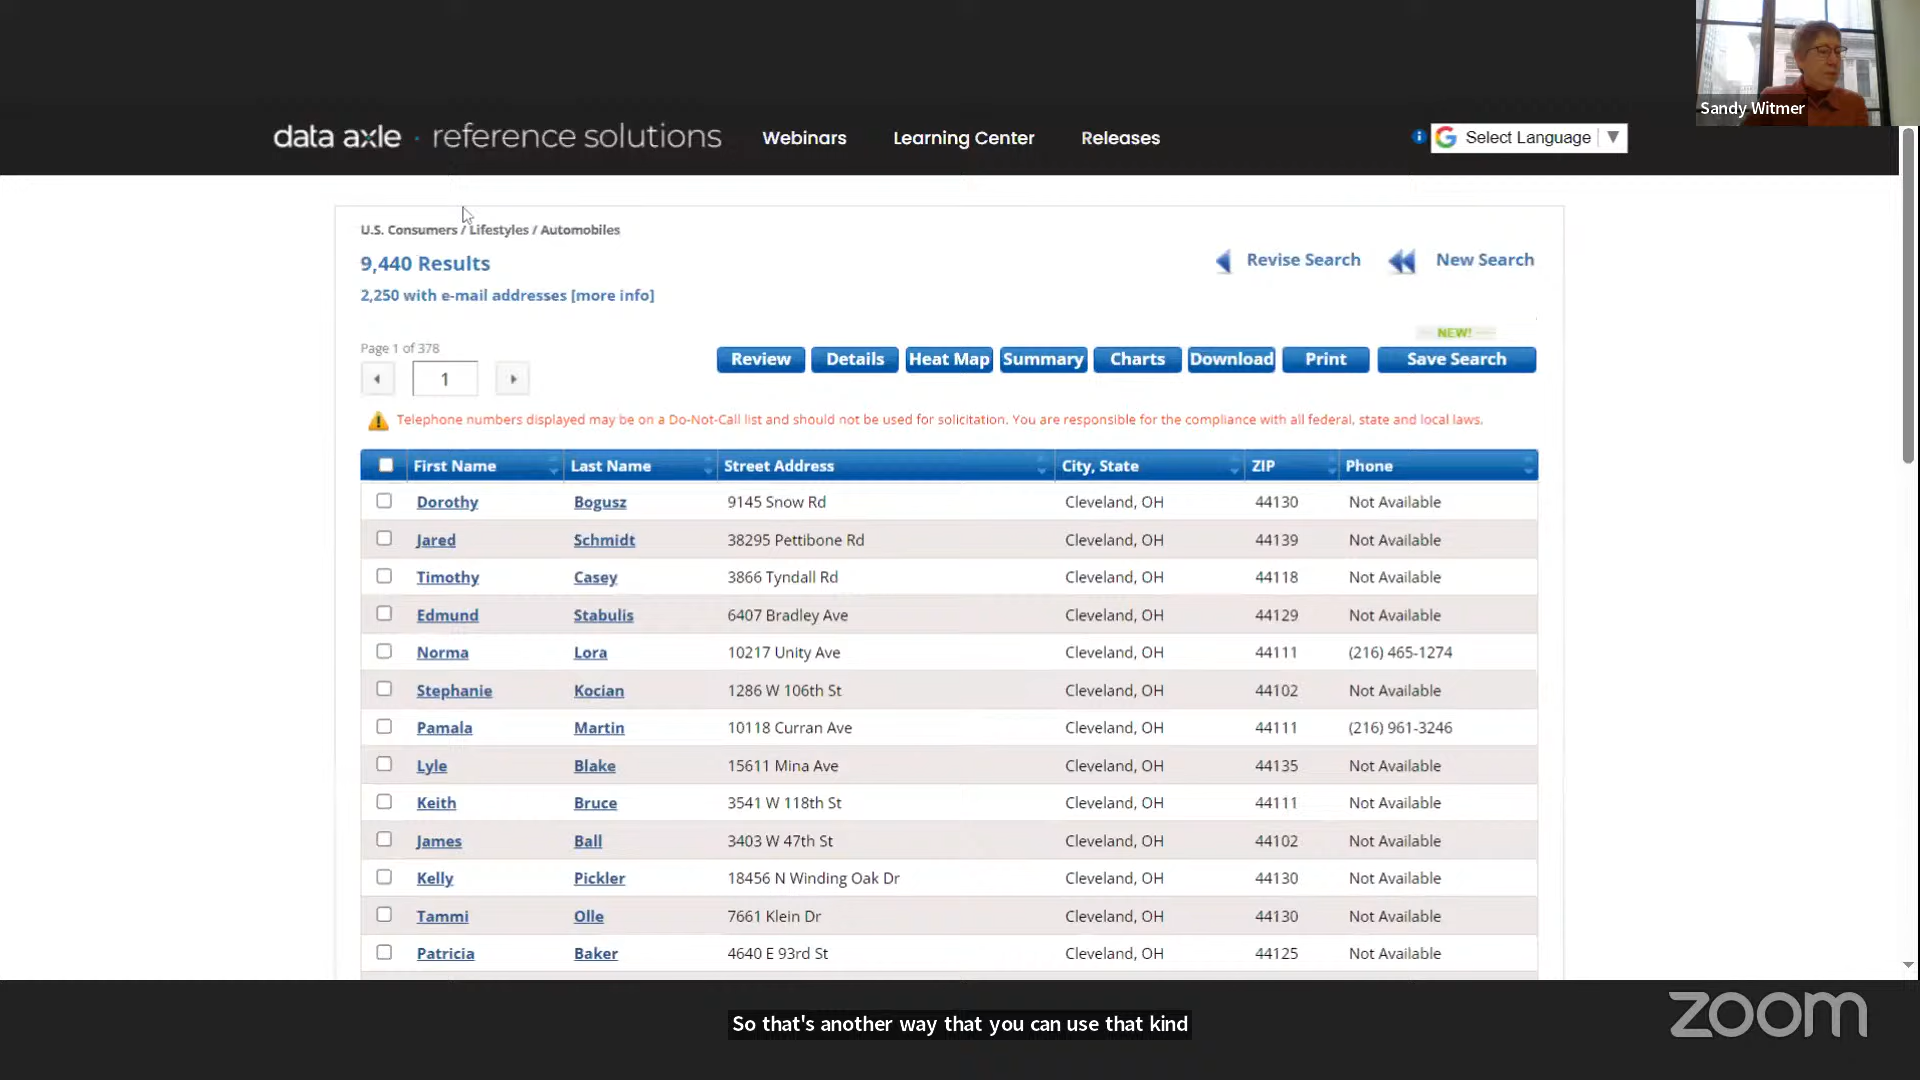 Sandy Witmer
data axle · reference solutions
Webinars
Learning Center
Releases
Select Language
U.S. Consumers / Lifestyles / Automobiles
9,440 Results
Revise Search
New Search
2,250 with e-mail addresses [more info]
NEW!
Page 1 of 378
1
Review
Details
Heat Map
Summary
Charts
Download
Print
Save Search
Telephone numbers displayed may be on a Do-Not-Call list and should not be used for solicitation. You are responsible for the compliance with all federal, state and local laws.
First Name Last Name Street Address City, State ZIP Phone
Dorothy Bogusz 9145 Snow Rd Cleveland, OH 44130 Not Available
Jared Schmidt 38295 Pettibone Rd Cleveland, OH 44139 Not Available
Timothy Casey 3866 Tyndall Rd Cleveland, OH 44118 Not Available
Edmund Stabulis 6407 Bradley Ave Cleveland, OH 44129 Not Available
Norma Lora 10217 Unity Ave Cleveland, OH 44111 (216) 465-1274
Stephanie Kocian 1286 W 106th St Cleveland, OH 44102 Not Available
Pamala Martin 10118 Curran Ave Cleveland, OH 44111 (216) 961-3246
Lyle Blake 15611 Mina Ave Cleveland, OH 44135 Not Available
Keith Bruce 3541 W 118th St Cleveland, OH 44111 Not Available
James Ball 3403 W 47th St Cleveland, OH 44102 Not Available
Kelly Pickler 18456 N Winding Oak Dr Cleveland, OH 44130 Not Available
Tammi Olle 7661 Klein Dr Cleveland, OH 44130 Not Available
Patricia Baker 4640 E 93rd St Cleveland, OH 44125 Not Available
So that's another way that you can use that kind
zoom